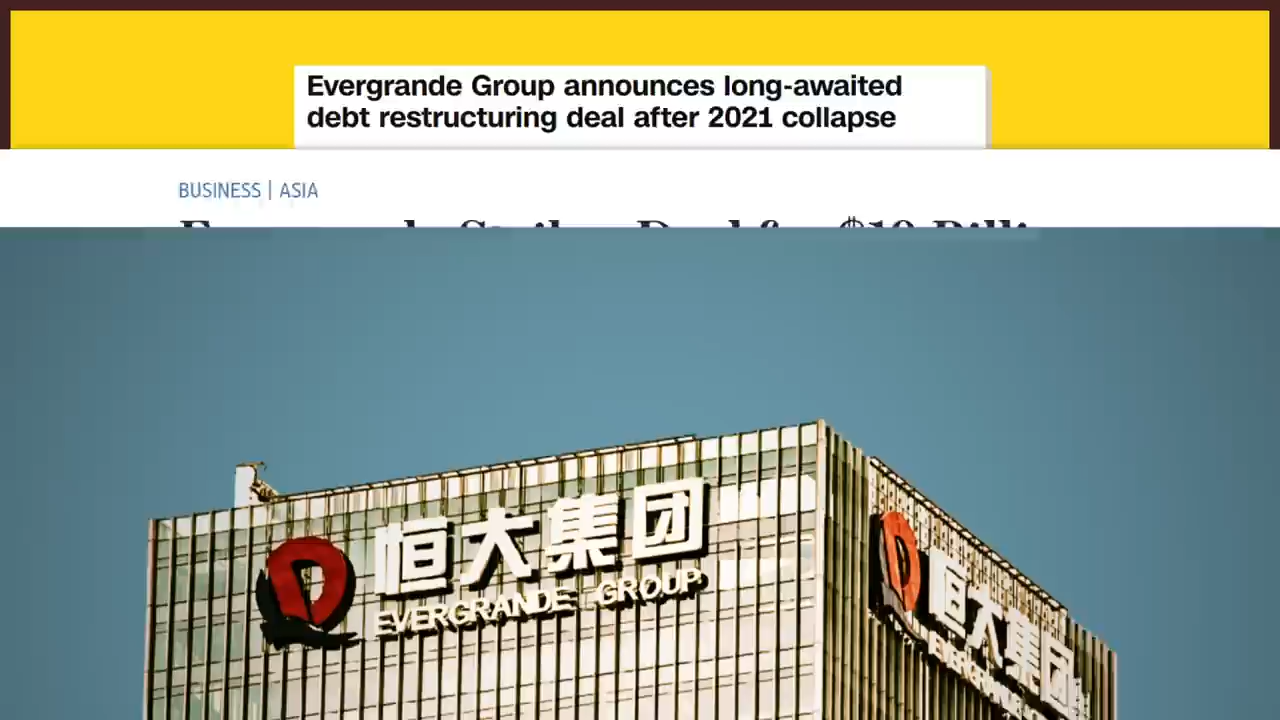 Evergrande Group announces long-awaited
debt restructuring deal after 2021 collapse
BUSINESS | ASIA
恒大集团
EVERGRANDE GROUP
恒大集团